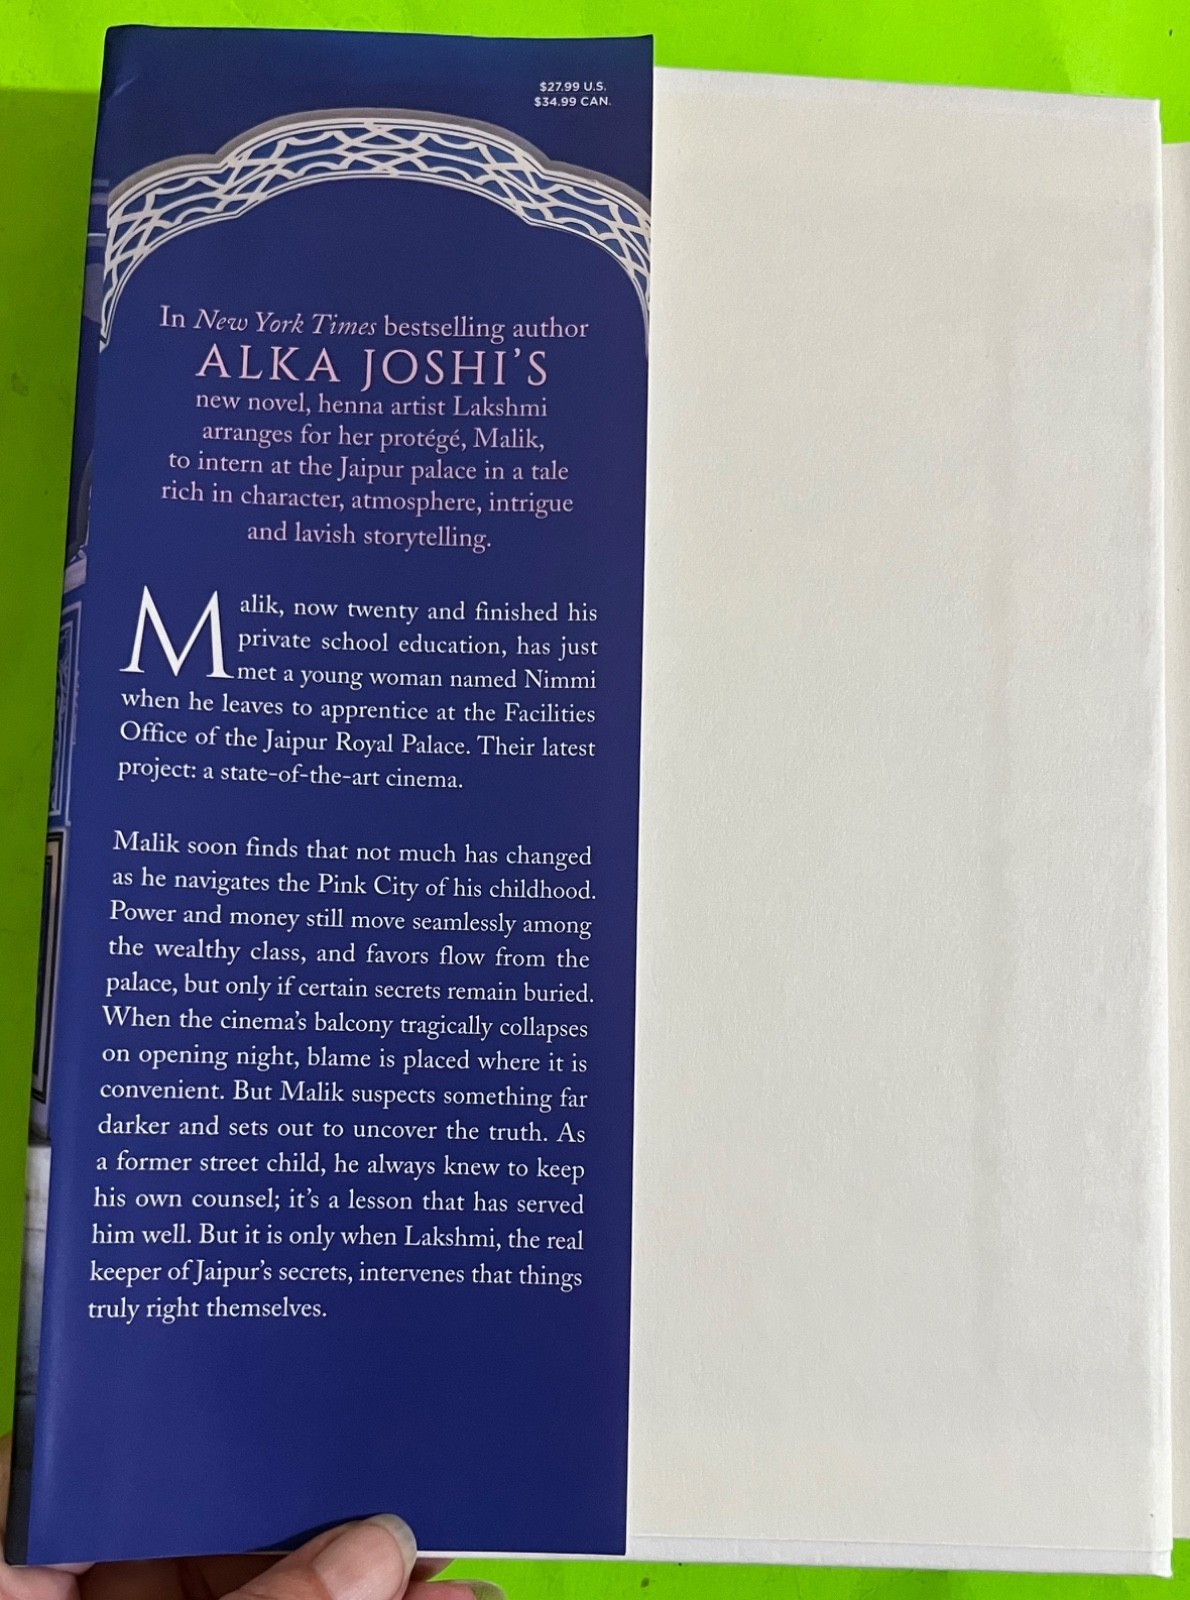 $27.99 U.S.
$34.99 CAN.
In New York Times bestselling author
ALKA JOSHI'S
new novel, henna artist Lakshmi
arranges for her protégé, Malik,
to intern at the Jaipur palace in a tale
rich in character, atmosphere, intrigue
and lavish storytelling.
Malik, now twenty and finished his
private school education, has just
met a young woman named Nimmi
when he leaves to apprentice at the Facilities
Office of the Jaipur Royal Palace. Their latest
project: a state-of-the-art cinema.
Malik soon finds that not much has changed
as he navigates the Pink City of his childhood.
Power and money still move seamlessly among
the wealthy class, and favors flow from the
palace, but only if certain secrets remain buried.
When the cinema's balcony tragically collapses
on opening night, blame is placed where it is
convenient. But Malik suspects something far
darker and sets out to uncover the truth. As
a former street child, he always knew to keep
his own counsel; it's a lesson that has served
him well. But it is only when Lakshmi, the real
keeper of Jaipur's secrets, intervenes that things
truly right themselves.